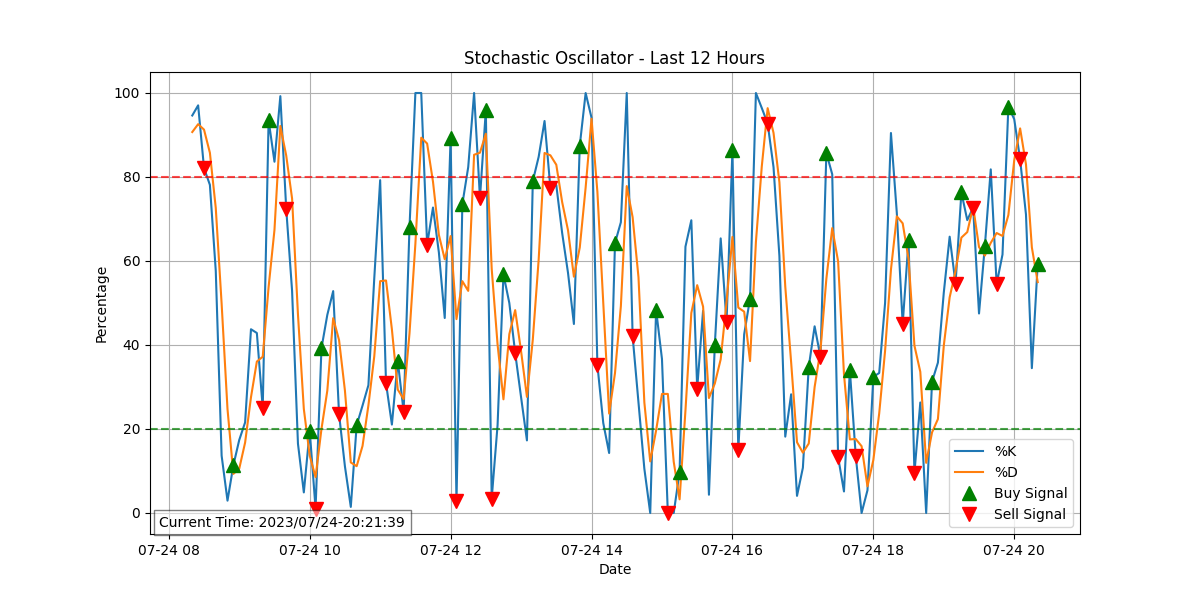 Stochastic Oscillator - Last 12 Hours
Percentage
100
80
60
40
20
0
%K
%D
Buy Signal
Sell Signal
Current Time: 2023/07/24-20:21:39
07-24 08 07-24 10 07-24 12 07-24 14 07-24 16 07-24 18 07-24 20
Date